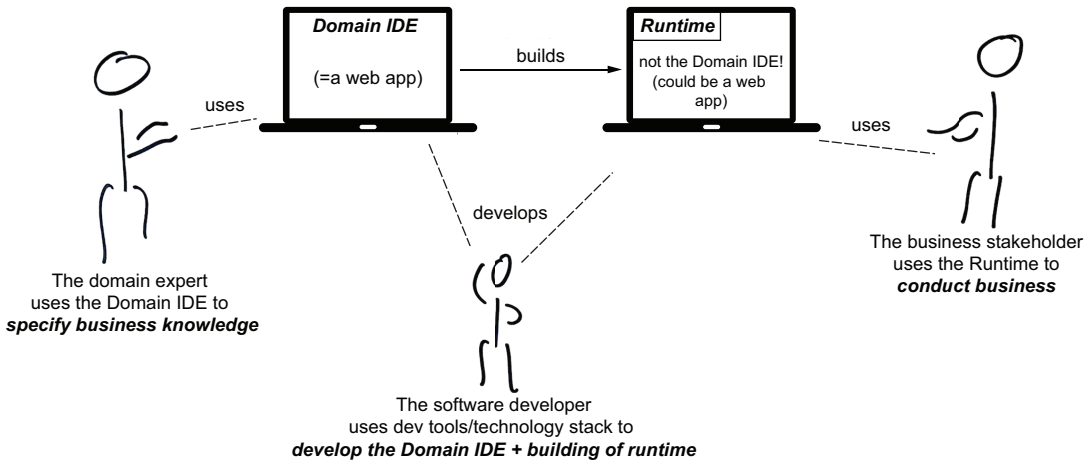 Domain IDE
(=a web app)
builds
Runtime
not the Domain IDE!
(could be a web
app)
uses
uses
develops
The domain expert
uses the Domain IDE to
specify business knowledge
The business stakeholder
uses the Runtime to
conduct business
The software developer
uses dev tools/technology stack to
develop the Domain IDE + building of runtime